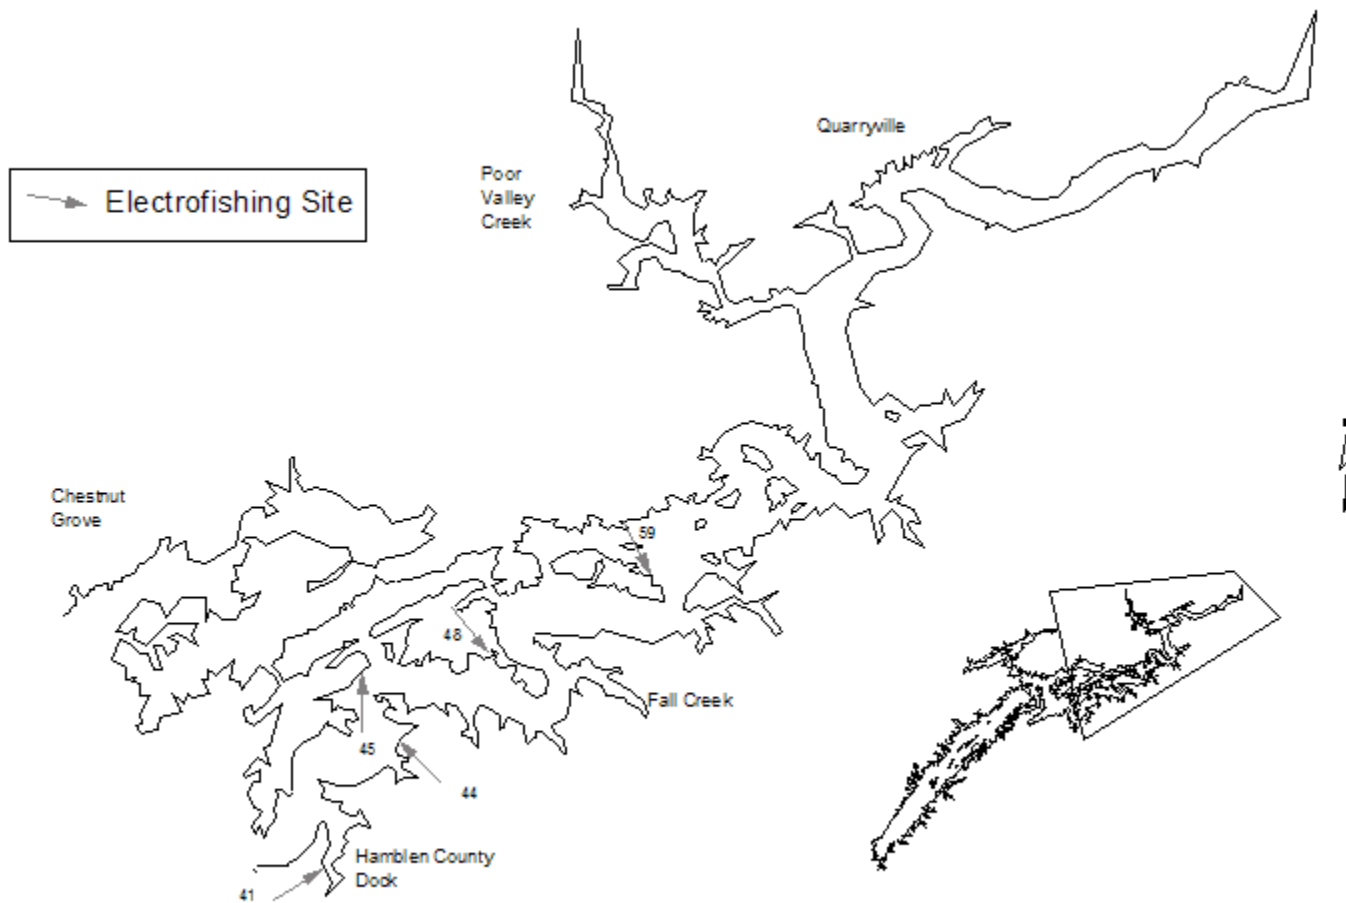 Quarryville
Poor
Valley
Creek
Electrofishing Site
Chestnut
Grove
59
48
Fall Creek
45
44
Hamblen County
Dock
41